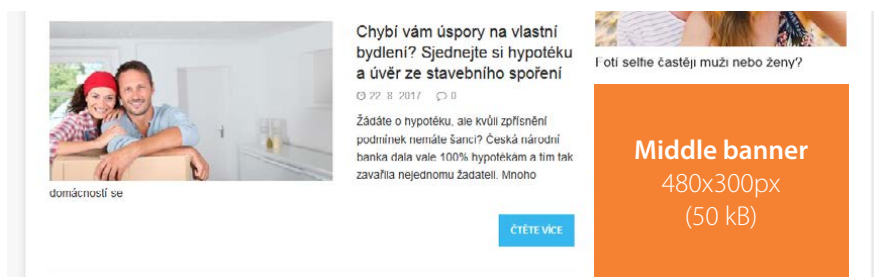 Chybí vám úspory na vlastní
bydlení? Sjednejte si hypotéku
a úvěr ze stavebního spoření
22. 8. 2017 0
Žádáte o hypotéku, ale kvůli zpřísnění
podmínek nemáte šanci? Česká národní
banka dala vale 100% hypotékám a tím tak
zavařila nejednomu žadateli. Mnoho
domácností se
ČTĚTE VÍCE
Fotí selfie častěji muži nebo ženy?
Middle banner
480x300px
(50 kB)